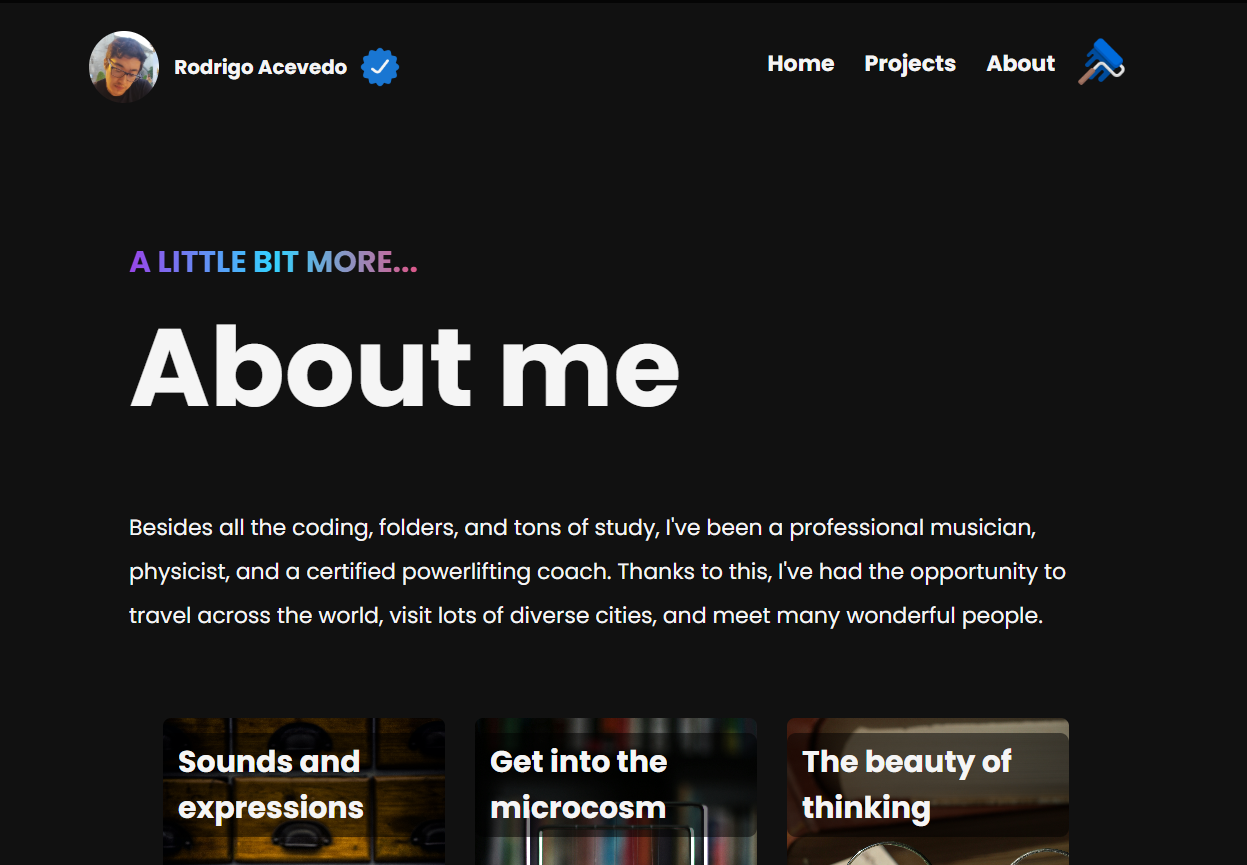 Rodrigo Acevedo
Home Projects About
A LITTLE BIT MORE...
About me
Besides all the coding, folders, and tons of study, I've been a professional musician,
physicist, and a certified powerlifting coach. Thanks to this, I've had the opportunity to
travel across the world, visit lots of diverse cities, and meet many wonderful people.
Sounds and
expressions
Get into the
microcosm
The beauty of
thinking